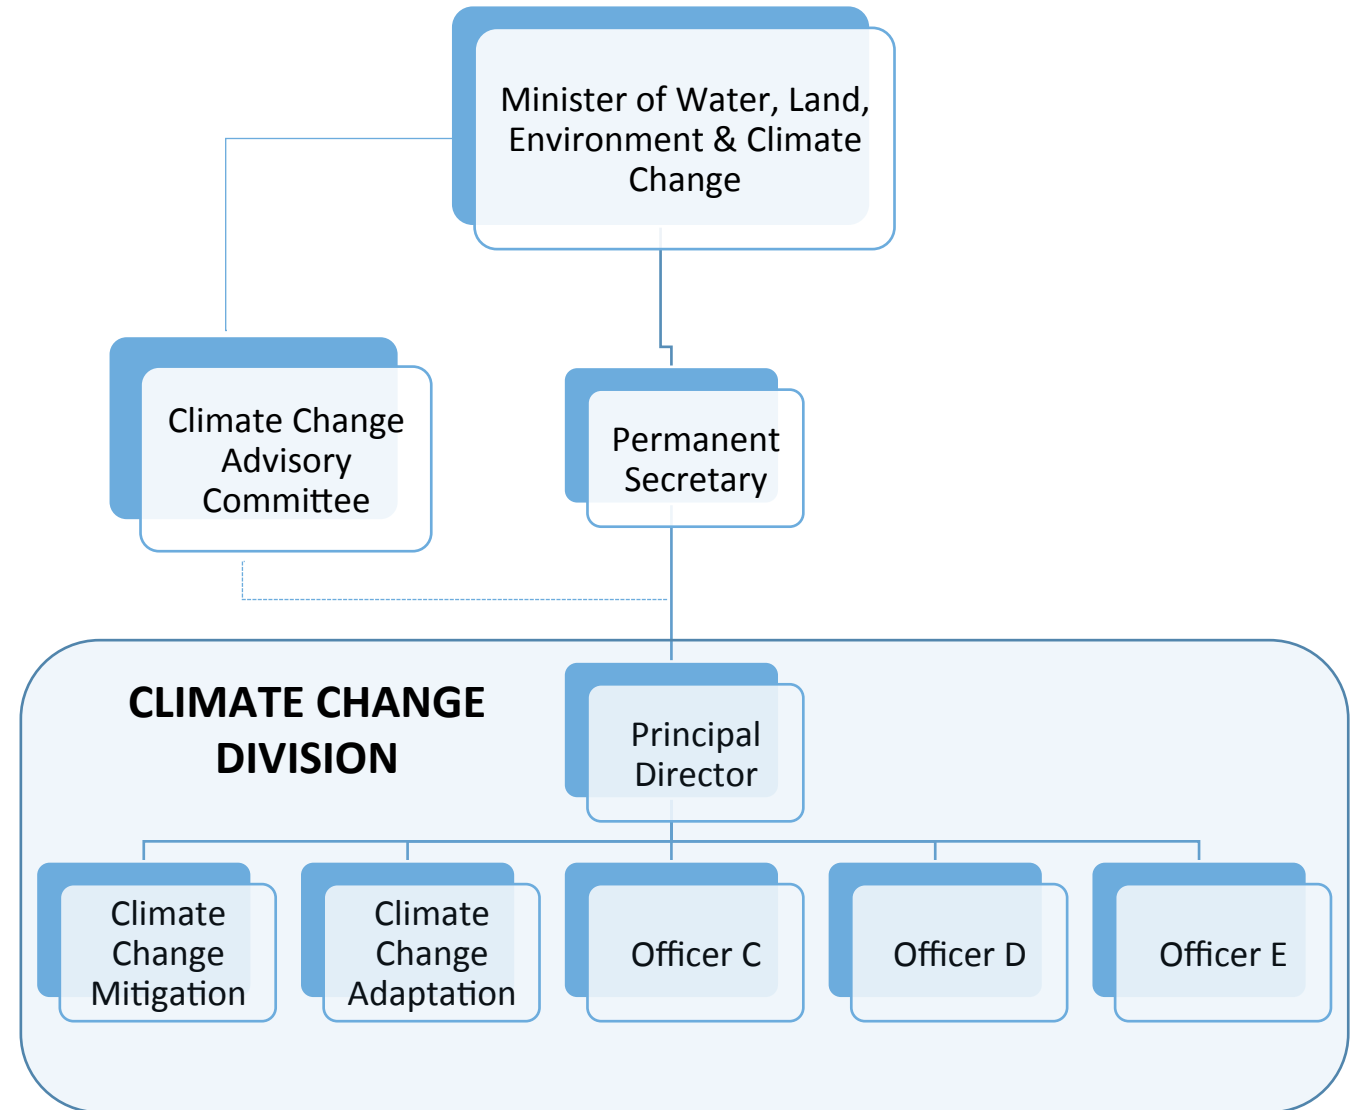 Minister of Water, Land,
Environment & Climate
Change
Climate Change
Advisory
Committee
Permanent
Secretary
CLIMATE CHANGE
DIVISION
Principal
Director
Climate
Change
Mitigation
Climate
Change
Adaptation
Officer C
Officer D
Officer E